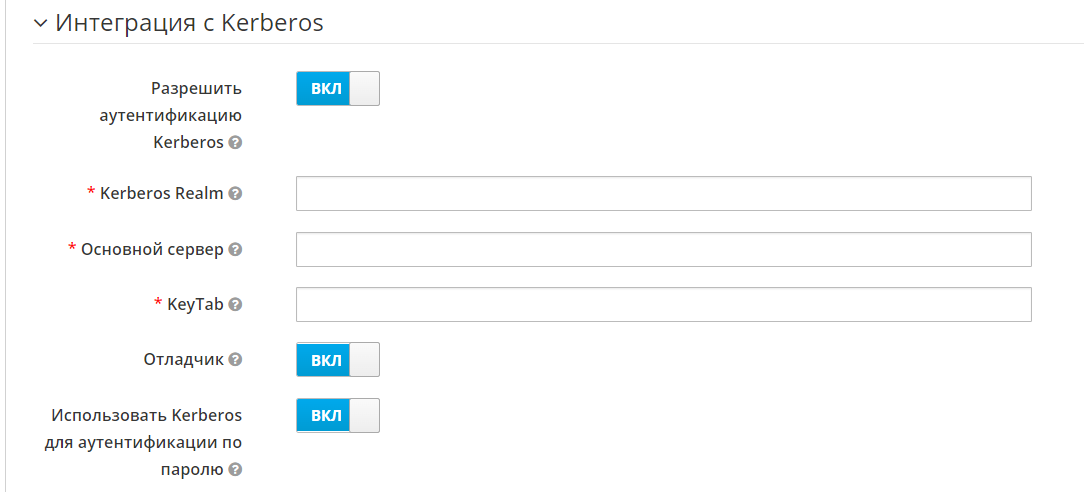 Интеграция с Kerberos
Разрешить
аутентификацию
Kerberos
ВКЛ
* Kerberos Realm
* Основной сервер
* KeyTab
Отладчик
ВКЛ
Использовать Kerberos
для аутентификации по
паролю
ВКЛ